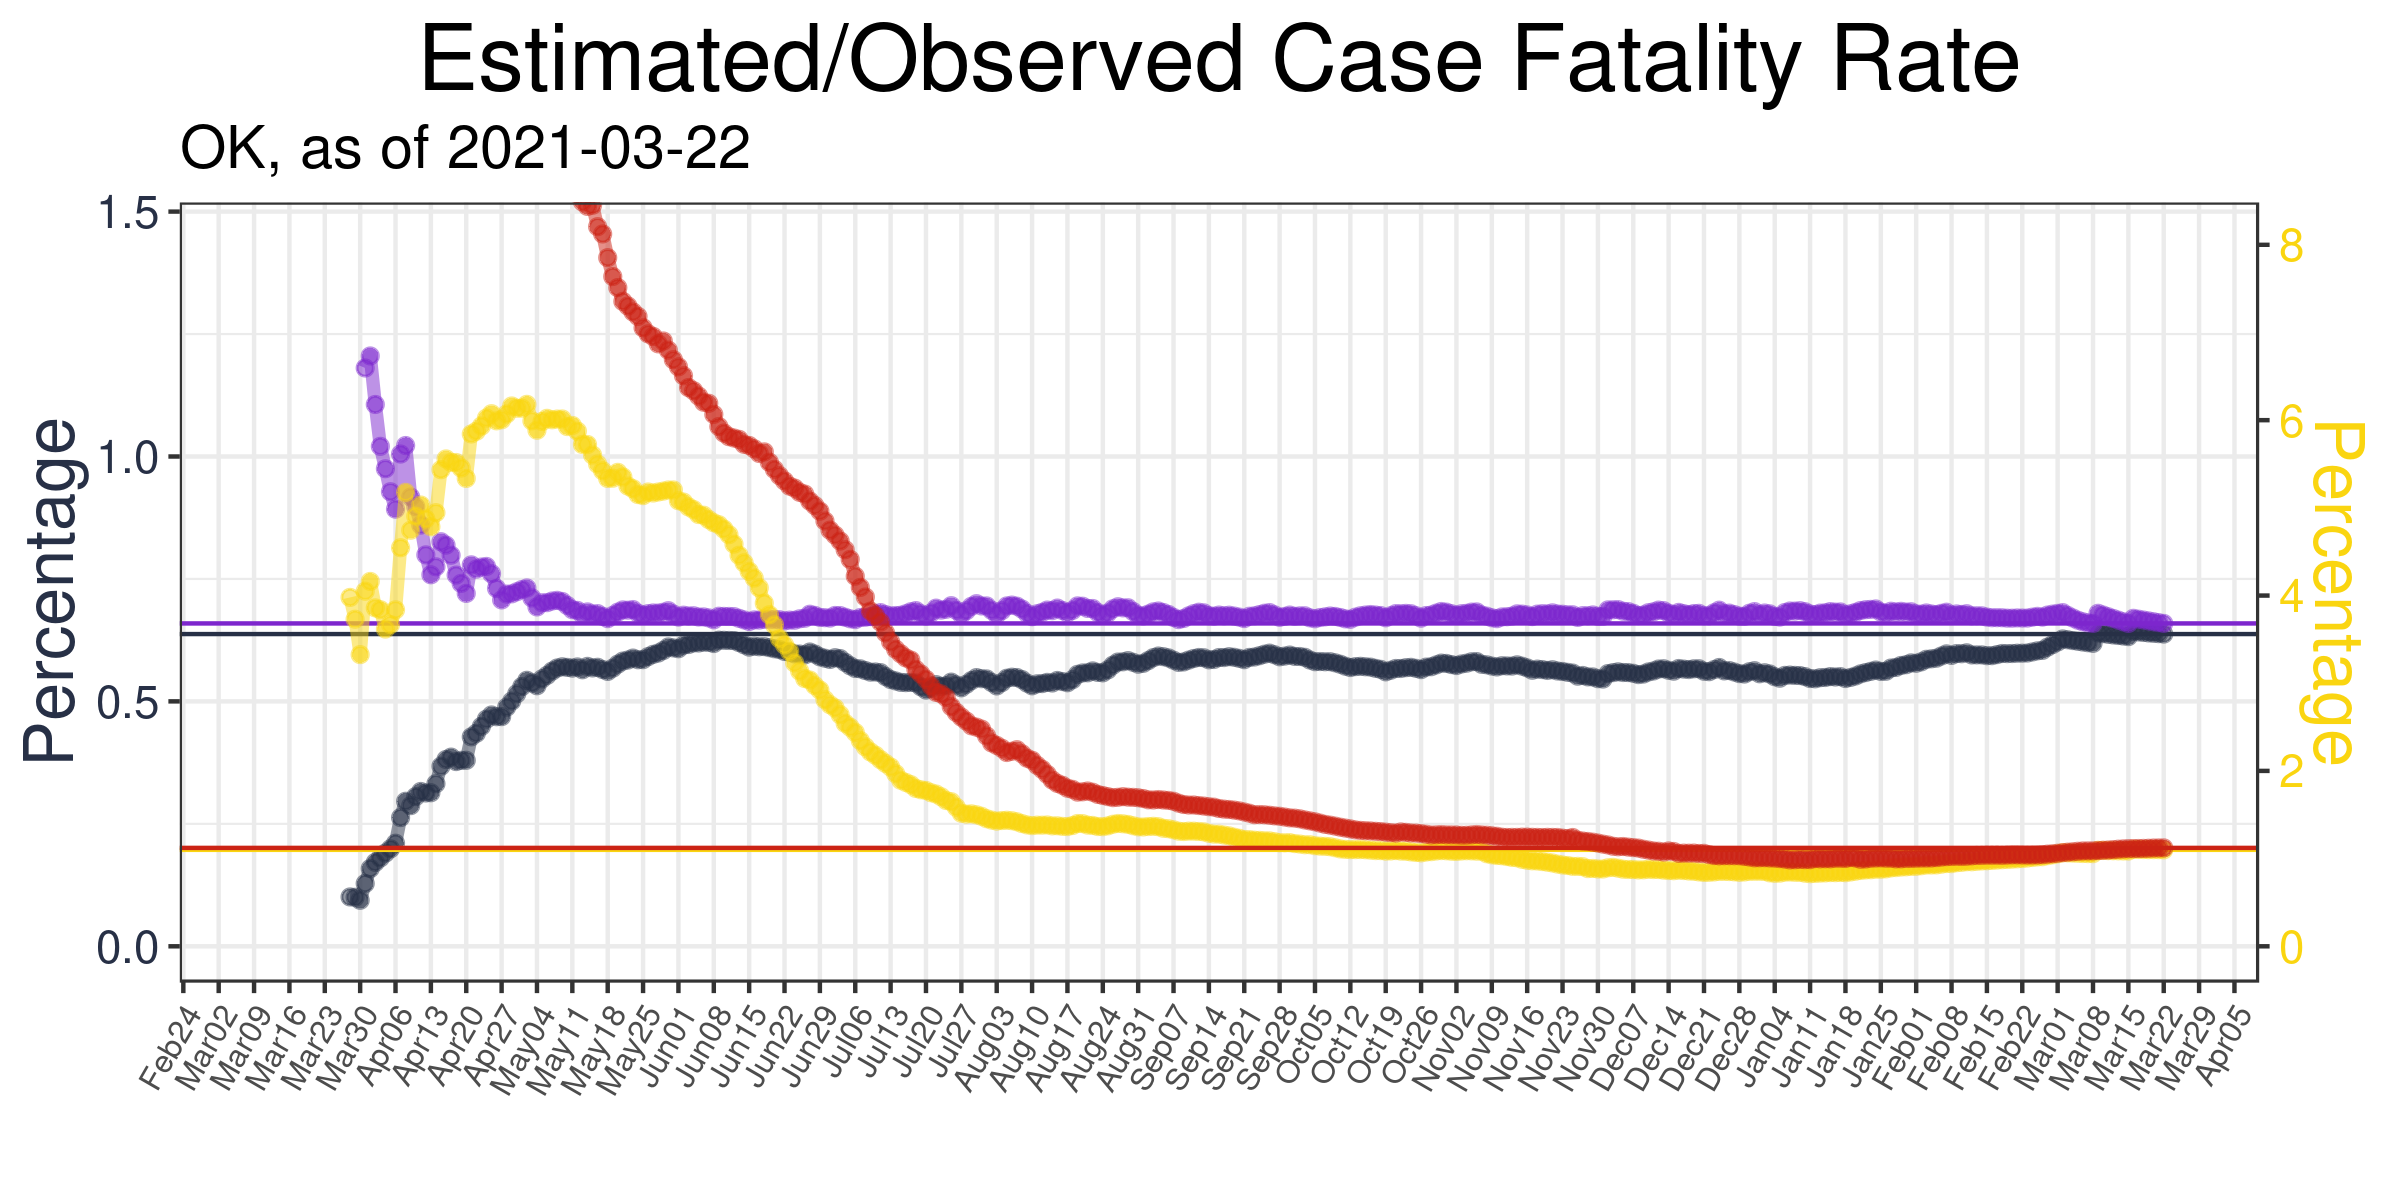 Estimated/Observed Case Fatality Rate
OK, as of 2021-03-22
Percentage
1.5
1.0
0.5
0.0
8
6
4
2
0
Percentage
Feb24
Mar02
Mar09
Mar16
Mar23
Mar30
Apr06
Apr13
Apr20
Apr27
May04
May11
May18
May25
Jun01
Jun08
Jun15
Jun22
Jun29
Jul06
Jul13
Jul20
Jul27
Aug03
Aug10
Aug17
Aug24
Aug31
Sep07
Sep14
Sep21
Sep28
Oct05
Oct12
Oct19
Oct26
Nov02
Nov09
Nov16
Nov23
Nov30
Dec07
Dec14
Dec21
Dec28
Jan04
Jan11
Jan18
Jan25
Feb01
Feb08
Feb15
Feb22
Mar01
Mar08
Mar15
Mar22
Mar29
Apr05